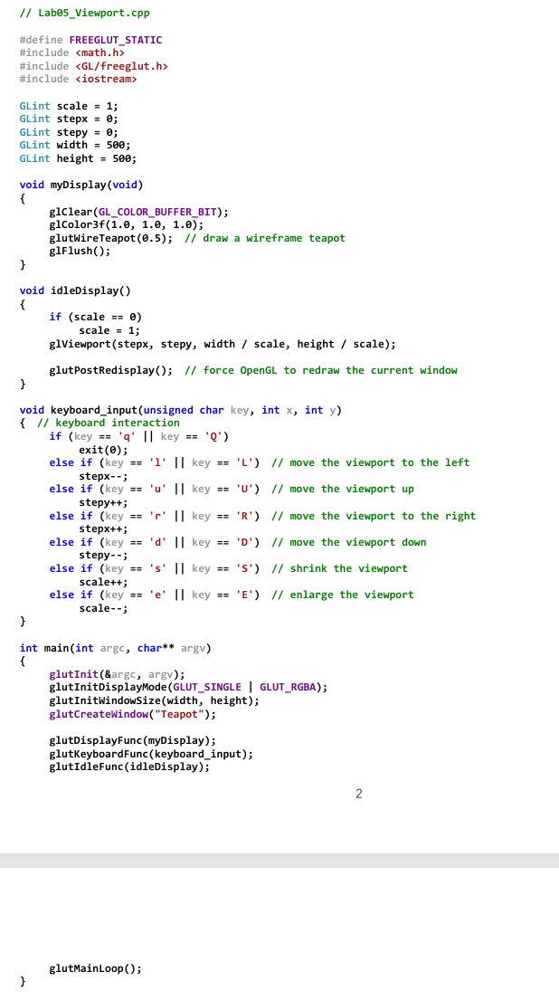 // Lab05_Viewport.cpp
#define FREEGLUT_STATIC
#include <math.h>
#include <GL/freeglut.h>
#include <iostream>
GLint scale = 1;
GLint stepx = 0;
GLint stepy = 0;
GLint width = 500;
GLint height = 500;
void myDisplay(void)
{
glClear(GL_COLOR_BUFFER_BIT);
glColor3f(1.0, 1.0, 1.0);
glutWireTeapot(0.5);  // draw a wireframe teapot
glFlush();
}
void idleDisplay()
{
if (scale == 0)
scale = 1;
glViewport(stepx, stepy, width / scale, height / scale);
glutPostRedisplay();  // force OpenGL to redraw the current window
}
void keyboard_input(unsigned char key, int x, int y)
{  // keyboard interaction
if (key == 'q' || key == 'Q')
exit(0);
else if (key == 'l' || key == 'L')  // move the viewport to the left
stepx--;
else if (key == 'u' || key == 'U')  // move the viewport up
stepy++;
else if (key == 'r' || key == 'R')  // move the viewport to the right
stepx++;
else if (key == 'd' || key == 'D')  // move the viewport down
stepy--;
else if (key == 's' || key == 'S')  // shrink the viewport
scale++;
else if (key == 'e' || key == 'E')  // enlarge the viewport
scale--;
}
int main(int argc, char** argv)
{
glutInit(&argc, argv);
glutInitDisplayMode(GLUT_SINGLE | GLUT_RGBA);
glutInitWindowSize(width, height);
glutCreateWindow("Teapot");
glutDisplayFunc(myDisplay);
glutKeyboardFunc(keyboard_input);
glutIdleFunc(idleDisplay);
2
glutMainLoop();
}